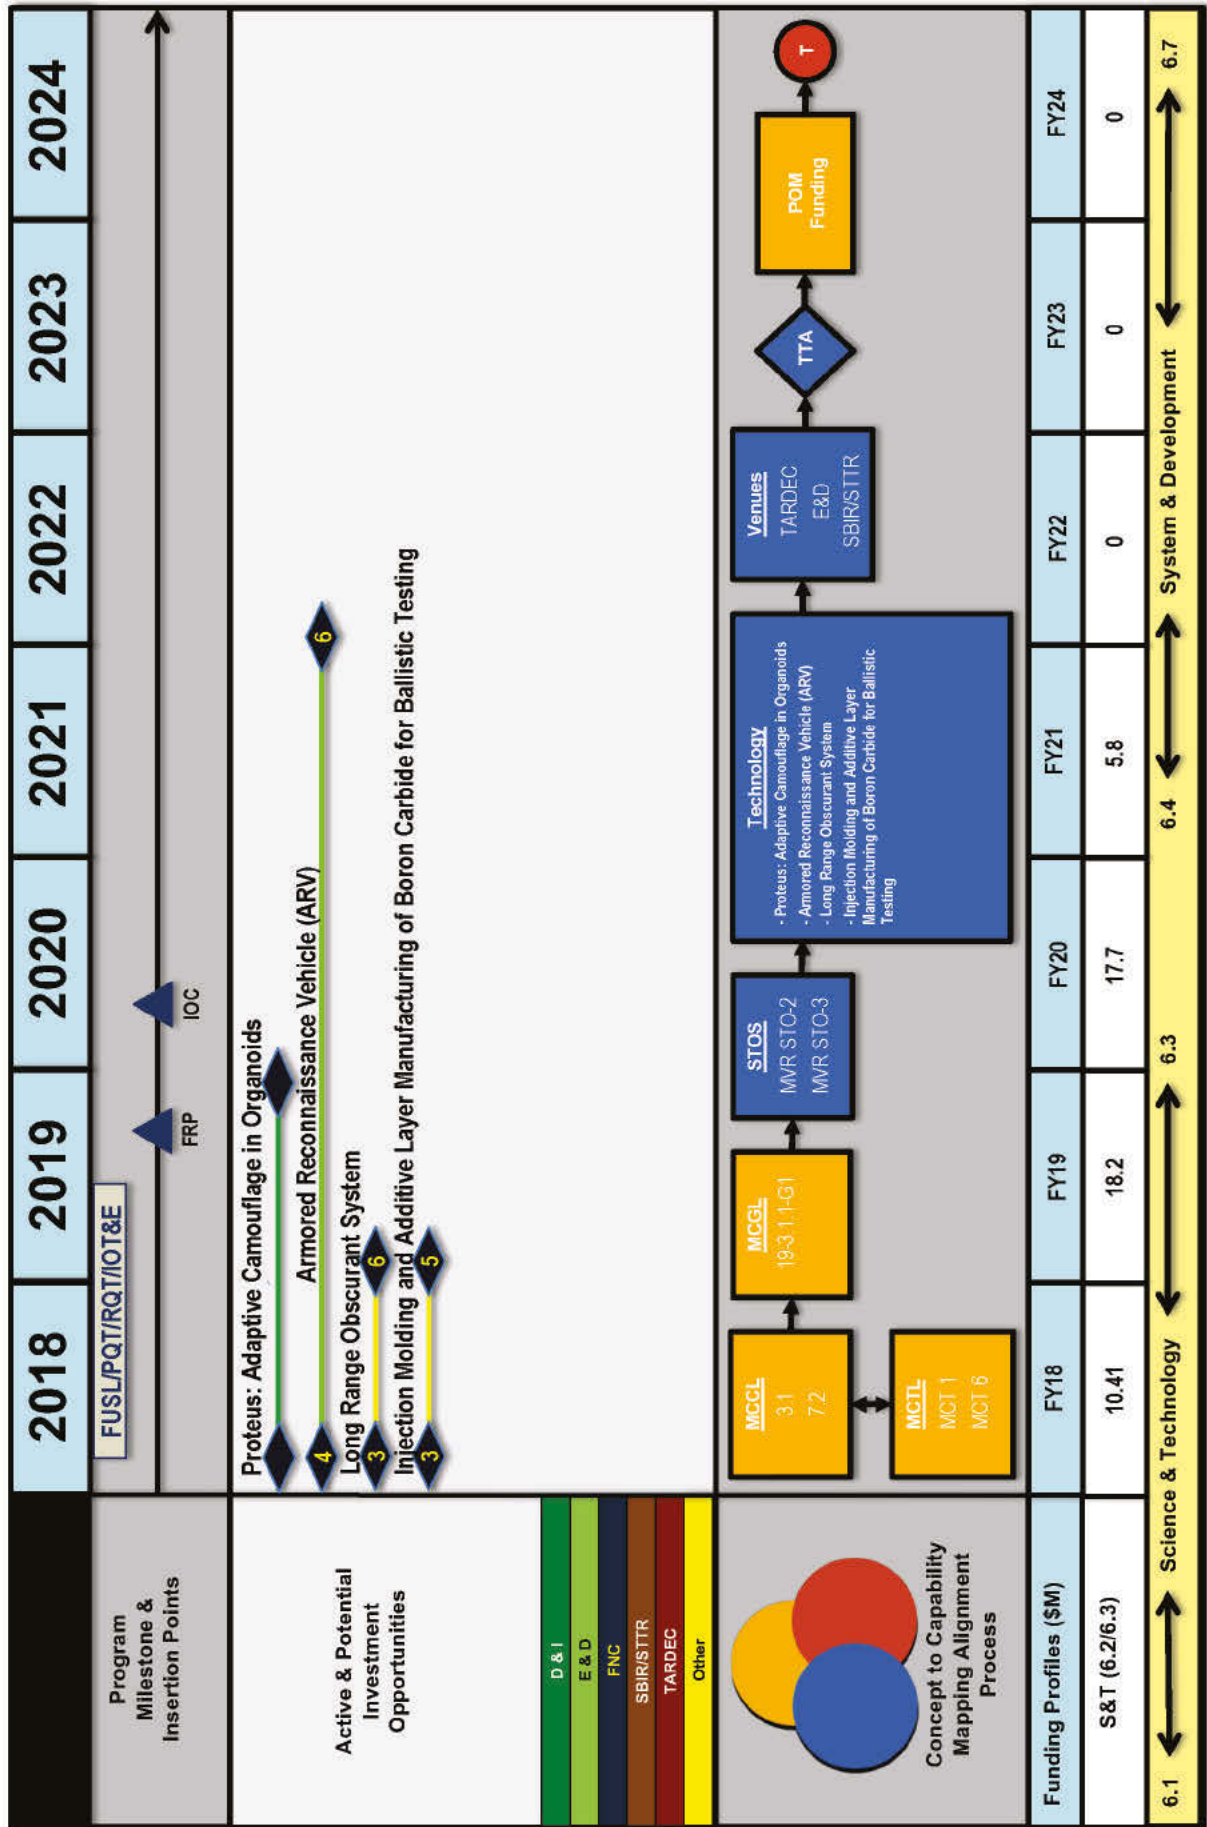 2018
2019
2020
2021
2022
2023
2024
Program
Milestone &
Insertion Points
FUSL/PQT/RQT/IOT&E
FRP
IOC
Active & Potential
Investment
Opportunities
Proteus: Adaptive Camouflage in Organoids
Armored Reconnaissance Vehicle (ARV)
4
6
Long Range Obscurant System
3
6
Injection Molding and Additive Layer Manufacturing of Boron Carbide for Ballistic Testing
3
5
D & I
E & D
FNC
SBIR/STTR
TARDEC
Other
Concept to Capability
Mapping Alignment
Process
MCCL
3.1
7.2
MCTL
MCT 1
MCT 6
MCGL
19-3.1.1-G1
STOS
MVR STO-2
MVR STO-3
Technology
- Proteus: Adaptive Camouflage in Organoids
- Armored Reconnaissance Vehicle (ARV)
- Long Range Obscurant System
- Injection Molding and Additive Layer
Manufacturing of Boron Carbide for Ballistic
Testing
Venues
TARDEC
E&D
SBIR/STTR
TTA
POM
Funding
T
Funding Profiles ($M)
FY18
FY19
FY20
FY21
FY22
FY23
FY24
S&T (6.2/6.3)
10.41
18.2
17.7
5.8
0
0
0
6.1
Science & Technology
6.3
6.4
System & Development
6.7